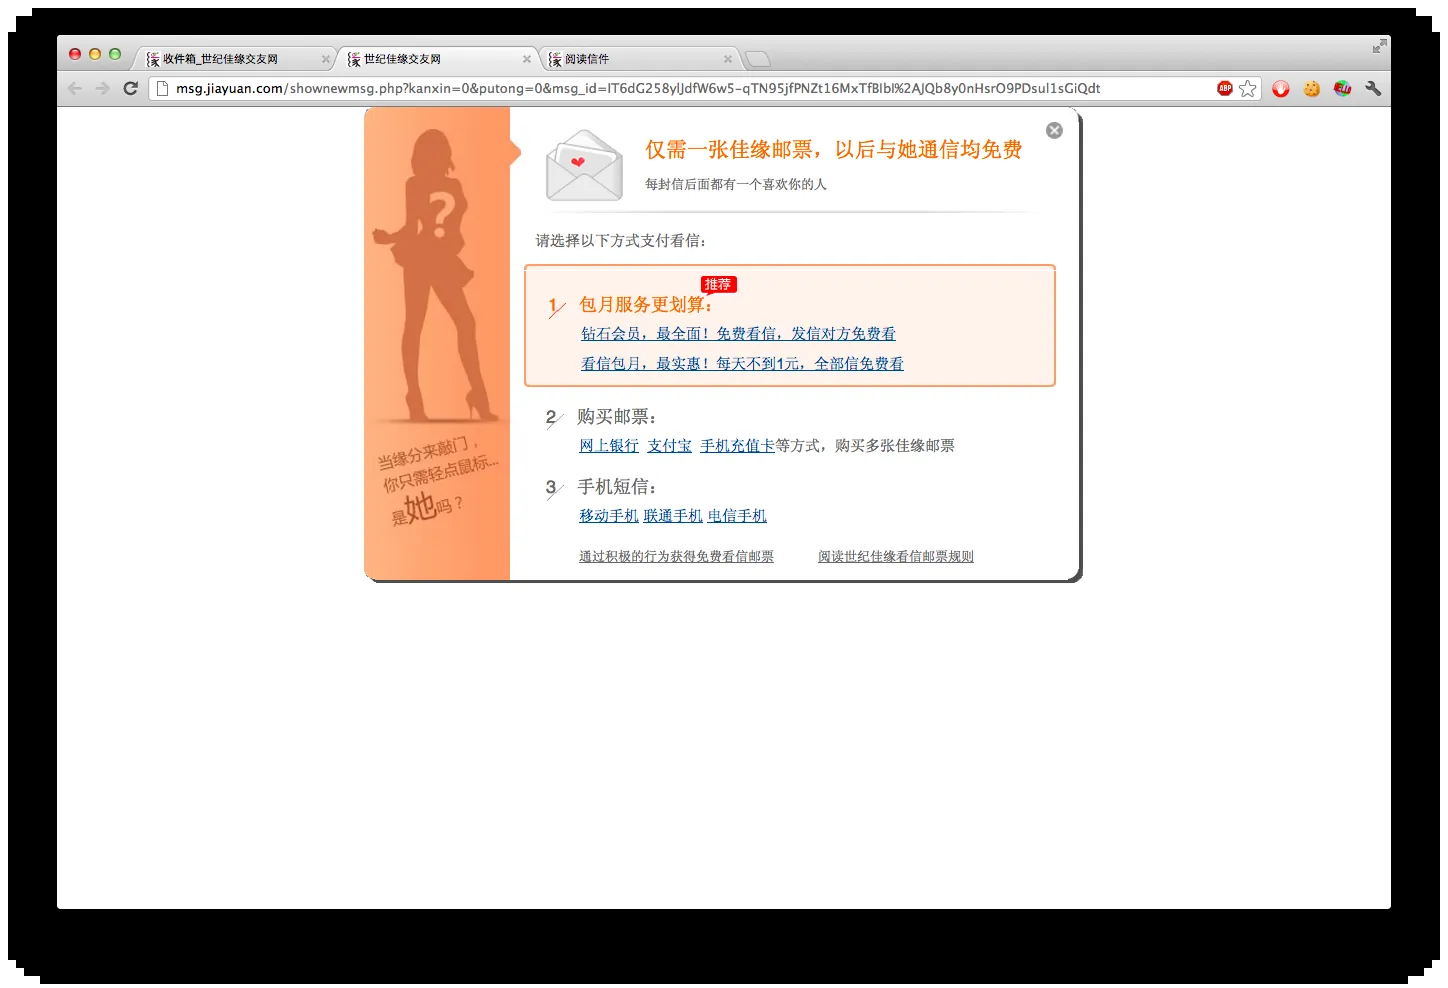 收件箱_世纪佳缘交友网
世纪佳缘交友网
阅读信件
msg.jiayuan.com/shownewmsg.php?kanxin=0&putong=0&msg_id=IT6dG258ylJdfW6w5-qTN95jfPNZt16MxTfBlbl%2AJQb8y0nHsrO9PDsul1sGiQdt
ABP
仅需一张佳缘邮票，以后与她通信均免费
每封信后面都有一个喜欢你的人
请选择以下方式支付看信：
推荐
1 包月服务更划算：
钻石会员，最全面！免费看信，发信对方免费看
看信包月，最实惠！每天不到1元，全部信免费看
2 购买邮票：
网上银行 支付宝 手机充值卡等方式，购买多张佳缘邮票
3 手机短信：
移动手机 联通手机 电信手机
通过积极的行为获得免费看信邮票 阅读世纪佳缘看信邮票规则
?
当缘分来敲门，
你只需轻点鼠标...
是她吗？